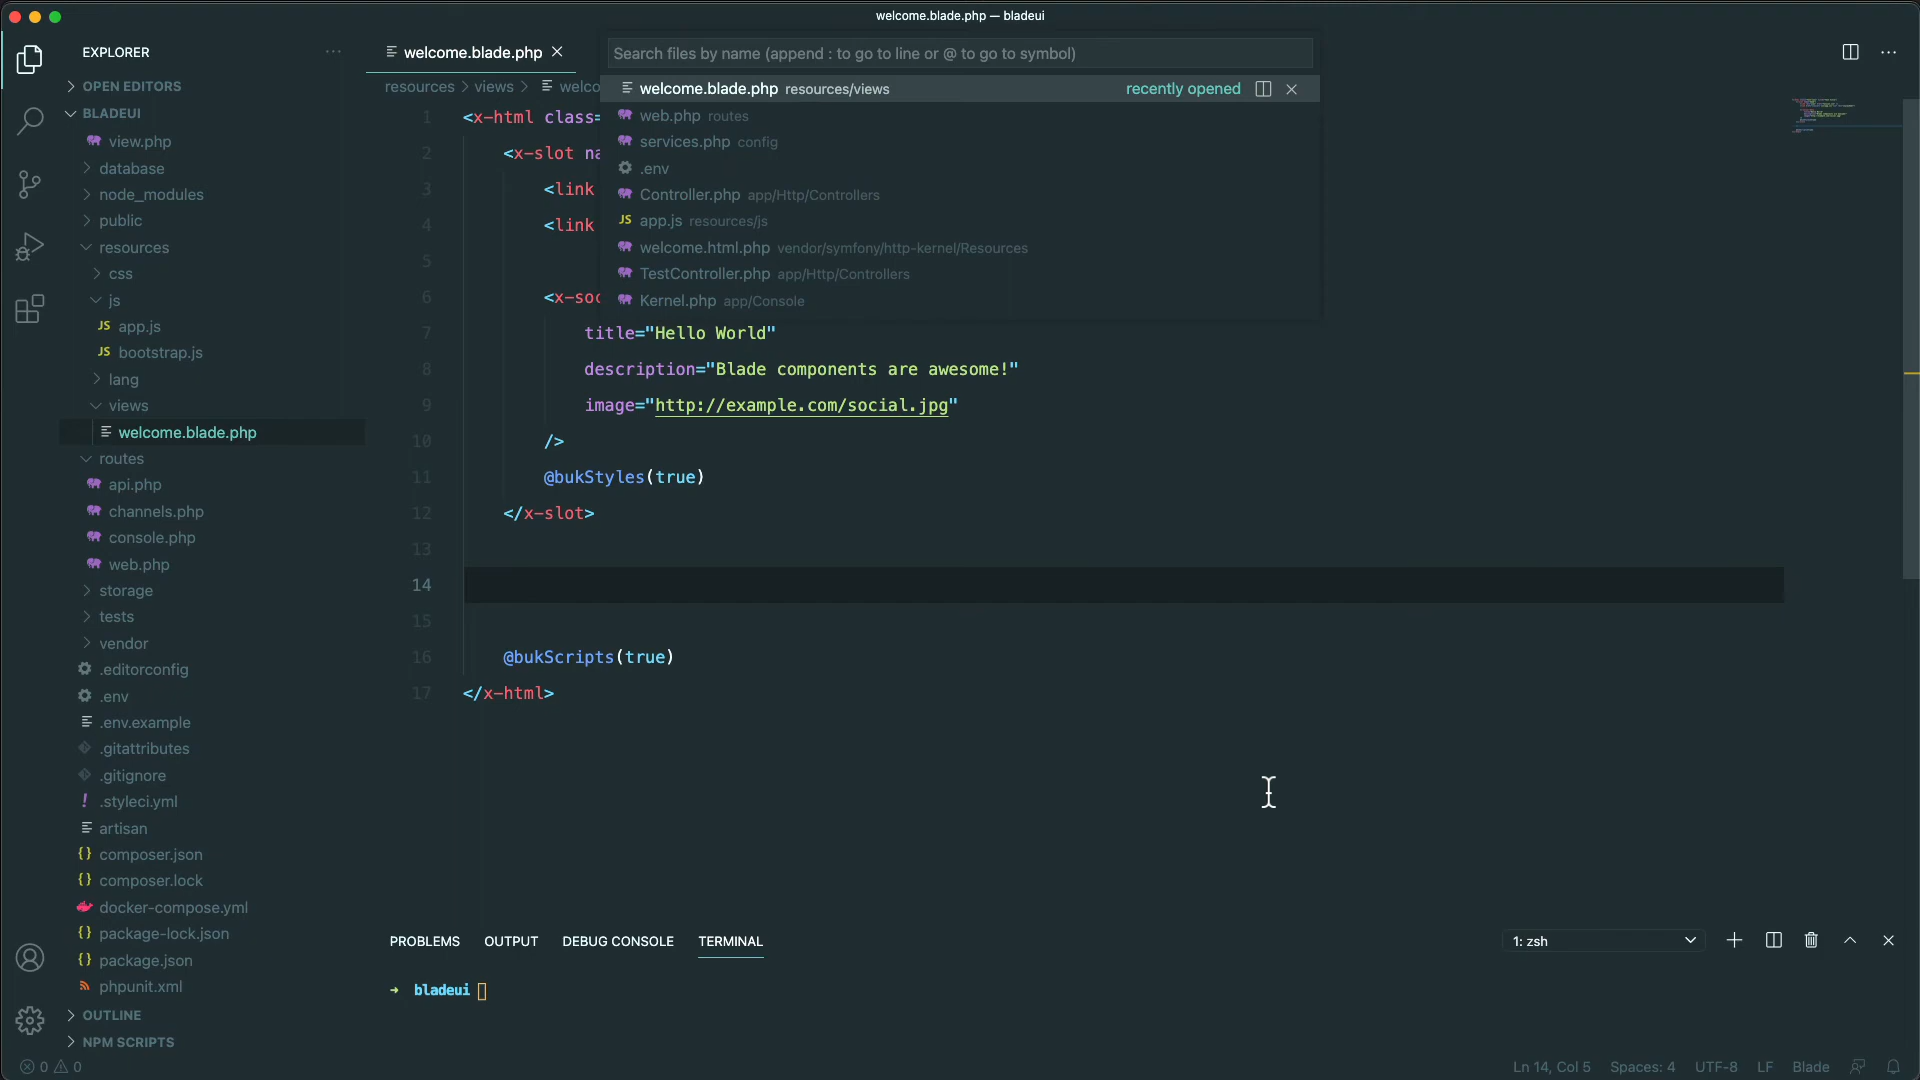 welcome.blade.php — bladeui
EXPLORER
OPEN EDITORS
BLADEUI
view.php
database
node_modules
public
resources
css
js
JS app.js
JS bootstrap.js
lang
views
welcome.blade.php
routes
api.php
channels.php
console.php
web.php
storage
tests
vendor
.editorconfig
.env
.env.example
.gitattributes
.gitignore
! .styleci.yml
artisan
{} composer.json
{} composer.lock
docker-compose.yml
{} package-lock.json
{} package.json
phpunit.xml
OUTLINE
NPM SCRIPTS
welcome.blade.php
Search files by name (append : to go to line or @ to go to symbol)
resources > views > welco
welcome.blade.php resources/views recently opened
web.php routes
services.php config
.env
Controller.php app/Http/Controllers
JS app.js resources/js
welcome.html.php vendor/symfony/http-kernel/Resources
TestController.php app/Http/Controllers
Kernel.php app/Console
1 <x-html class=
2 <x-slot na
3 <link
4 <link
5
6 <x-soc
7 title="Hello World"
8 description="Blade components are awesome!"
9 image="http://example.com/social.jpg"
10 />
11 @bukStyles(true)
12 </x-slot>
13
14
15
16 @bukScripts(true)
17 </x-html>
PROBLEMS OUTPUT DEBUG CONSOLE TERMINAL 1: zsh
→ bladeui
0 0 Ln 14, Col 5 Spaces: 4 UTF-8 LF Blade